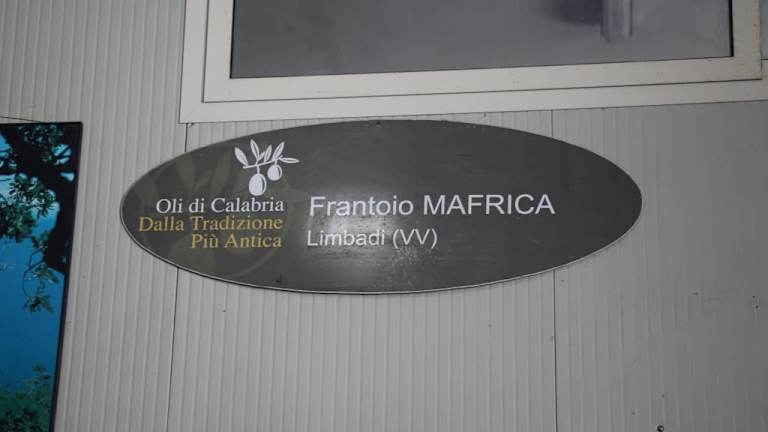 Oli di Calabria
Dalla Tradizione
Più Antica
Frantoio MAFRICA
Limbadi (VV)